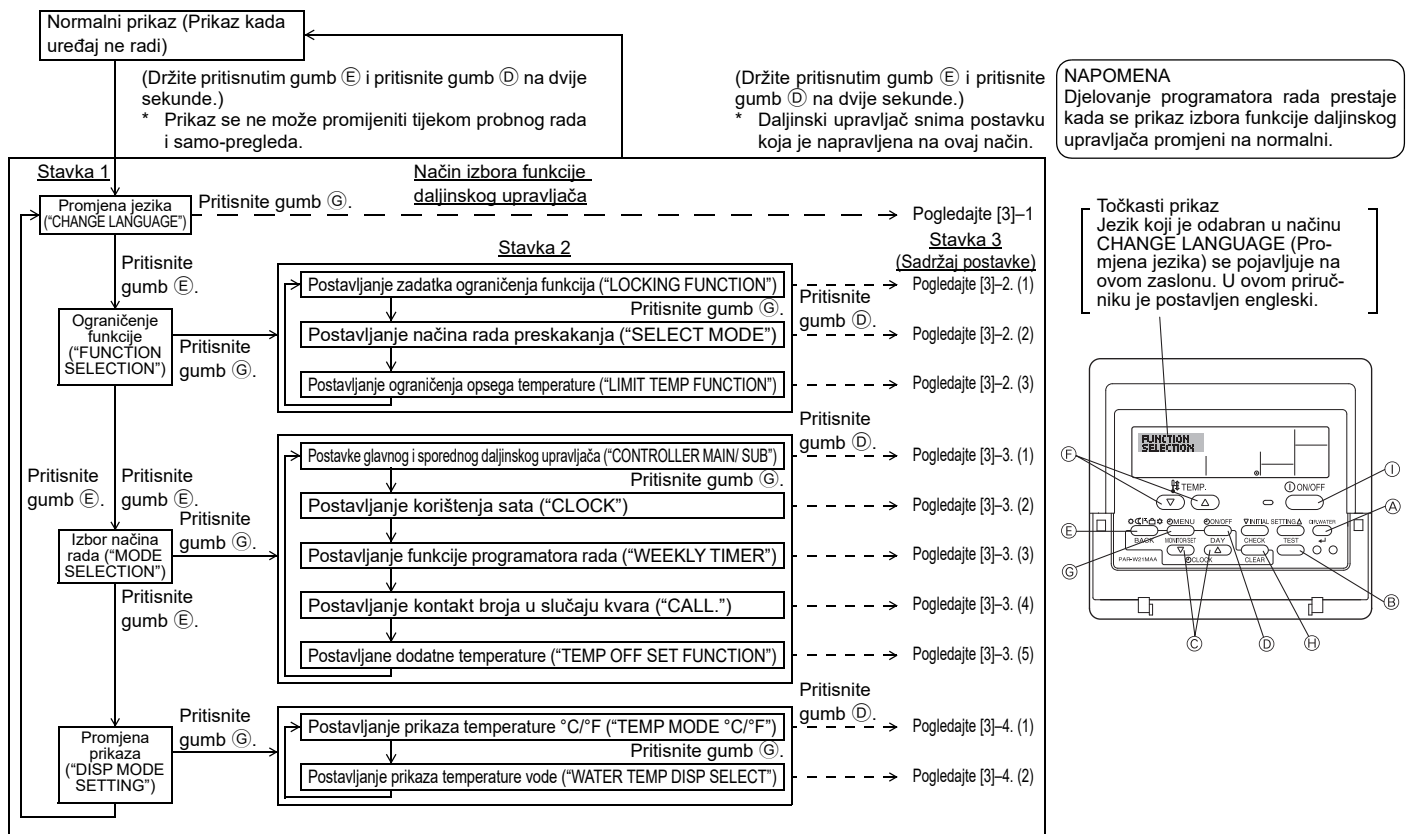 Normalni prikaz (Prikaz kada
uređaj ne radi)
(Držite pritisnutim gumb Ⓔ i pritisnite gumb Ⓓ na dvije
sekunde.)
* Prikaz se ne može promijeniti tijekom probnog rada
i samo-pregleda.
(Držite pritisnutim gumb Ⓔ i pritisnite
gumb Ⓓ na dvije sekunde.)
* Daljinski upravljač snima postavku
koja je napravljena na ovaj način.
NAPOMENA
Djelovanje programatora rada prestaje
kada se prikaz izbora funkcije daljinskog
upravljača promjeni na normalni.
Stavka 1
Način izbora funkcije
daljinskog upravljača
Promjena jezika
(“CHANGE LANGUAGE”)
Pritisnite gumb Ⓖ.
Pogledajte [3]–1
Stavka 2
Stavka 3
(Sadržaj postavke)
Pritisnite
gumb Ⓔ.
Ograničenje
funkcije
(“FUNCTION
SELECTION”)
Pritisnite
gumb Ⓖ.
Postavljanje zadatka ograničenja funkcija (“LOCKING FUNCTION”)
Pritisnite
gumb Ⓓ.
Pogledajte [3]–2. (1)
Pritisnite gumb Ⓖ.
Postavljanje načina rada preskakanja (“SELECT MODE”)
Pogledajte [3]–2. (2)
Postavljanje ograničenja opsega temperature (“LIMIT TEMP FUNCTION”)
Pogledajte [3]–2. (3)
Pritisnite
gumb Ⓔ.
Pritisnite
gumb Ⓔ.
Izbor načina
rada (“MODE
SELECTION”)
Pritisnite
gumb Ⓖ.
Pritisnite
gumb Ⓓ.
Postavke glavnog i sporednog daljinskog upravljača (“CONTROLLER MAIN/ SUB”)
Pogledajte [3]–3. (1)
Pritisnite gumb Ⓖ.
Postavljanje korištenja sata (“CLOCK”)
Pogledajte [3]–3. (2)
Postavljanje funkcije programatora rada (“WEEKLY TIMER”)
Pogledajte [3]–3. (3)
Postavljanje kontakt broja u slučaju kvara (“CALL.”)
Pogledajte [3]–3. (4)
Postavljane dodatne temperature (“TEMP OFF SET FUNCTION”)
Pogledajte [3]–3. (5)
Pritisnite
gumb Ⓔ.
Promjena
prikaza
(“DISP MODE
SETTING”)
Pritisnite
gumb Ⓖ.
Pritisnite
gumb Ⓓ.
Postavljanje prikaza temperature °C/°F (“TEMP MODE °C/°F”)
Pogledajte [3]–4. (1)
Pritisnite gumb Ⓖ.
Postavljanje prikaza temperature vode (“WATER TEMP DISP SELECT”)
Pogledajte [3]–4. (2)
Točkasti prikaz
Jezik koji je odabran u načinu
CHANGE LANGUAGE (Pro-
mjena jezika) se pojavljuje na
ovom zaslonu. U ovom priruč-
niku je postavljen engleski.
FUNCTION
SELECTION
Ⓕ
TEMP.
ON/OFF
Ⓘ
MENU ON/OFF INITIAL SETTING CIR.WATER
Ⓐ
Ⓔ
BACK MONITOR/SET DAY CHECK TEST
PAR-W21MAA CLOCK CLEAR
Ⓖ
Ⓑ
Ⓒ Ⓓ Ⓗ